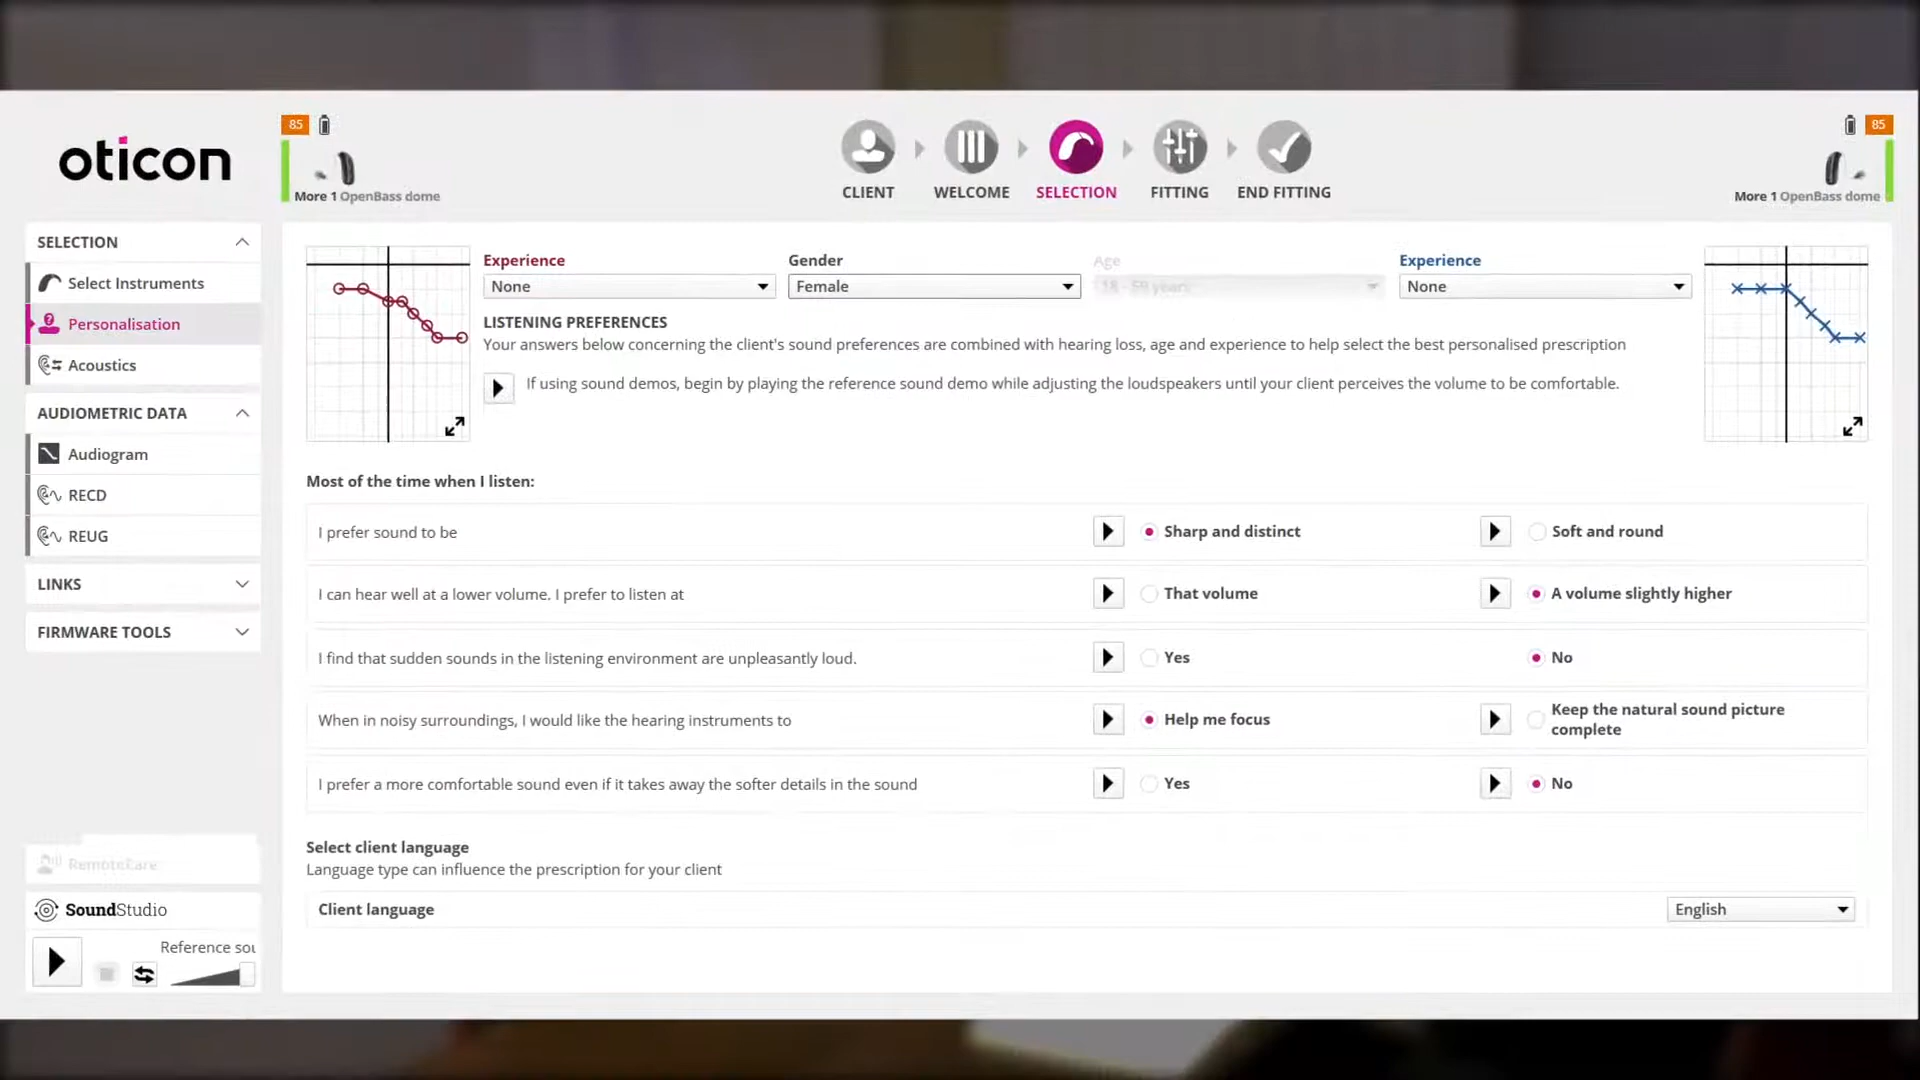 oticon
85
More 1 OpenBass dome
CLIENT
WELCOME
SELECTION
FITTING
END FITTING
85
More 1 OpenBass dome
SELECTION
Select Instruments
Personalisation
Acoustics
AUDIOMETRIC DATA
Audiogram
RECD
REUG
LINKS
FIRMWARE TOOLS
RemoteCare
SoundStudio
Reference sou
Experience
None
Gender
Female
Age
18 - 59 years
Experience
None
LISTENING PREFERENCES
Your answers below concerning the client's sound preferences are combined with hearing loss, age and experience to help select the best personalised prescription
If using sound demos, begin by playing the reference sound demo while adjusting the loudspeakers until your client perceives the volume to be comfortable.
Most of the time when I listen:
I prefer sound to be
Sharp and distinct
Soft and round
I can hear well at a lower volume. I prefer to listen at
That volume
A volume slightly higher
I find that sudden sounds in the listening environment are unpleasantly loud.
Yes
No
When in noisy surroundings, I would like the hearing instruments to
Help me focus
Keep the natural sound picture
complete
I prefer a more comfortable sound even if it takes away the softer details in the sound
Yes
No
Select client language
Language type can influence the prescription for your client
Client language
English